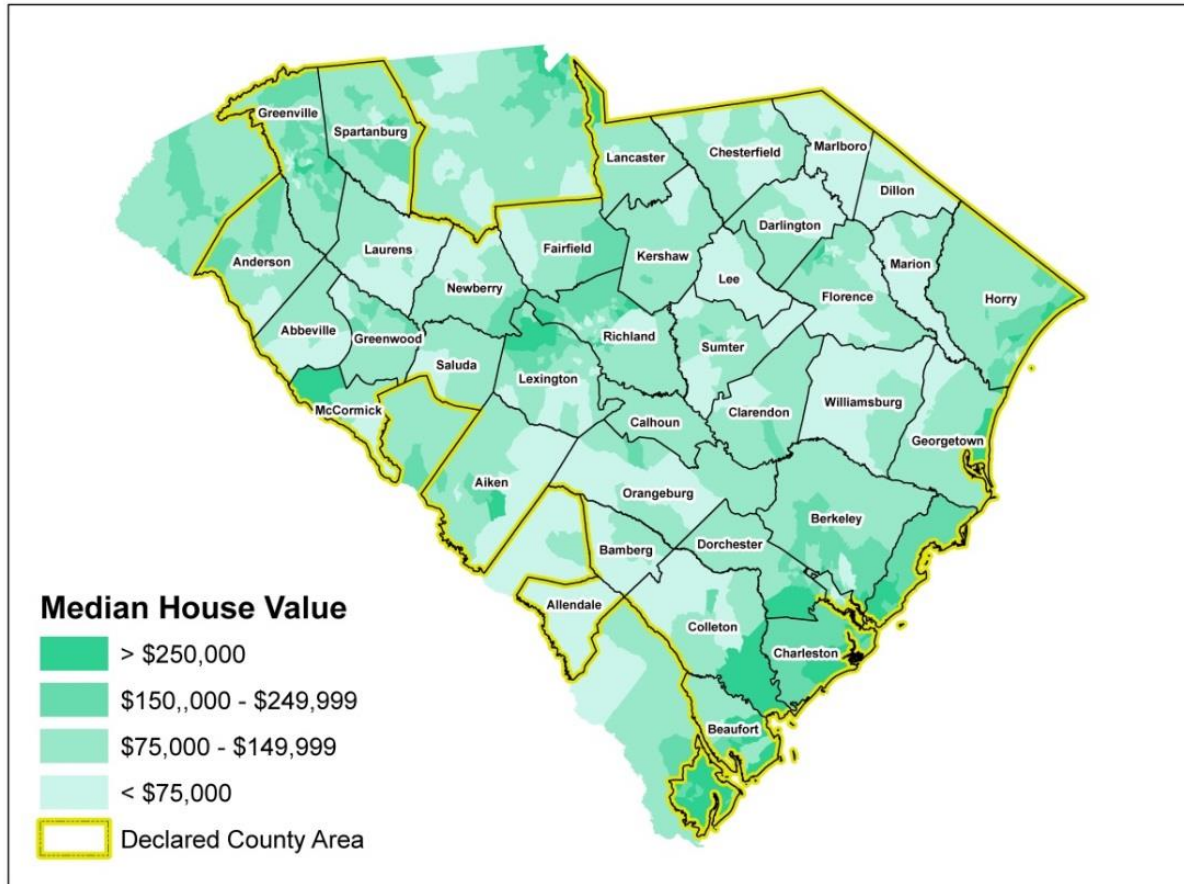 Greenville
Spartanburg
Lancaster
Chesterfield
Marlboro
Dillon
Darlington
Laurens
Fairfield
Kershaw
Anderson
Newberry
Lee
Marion
Florence
Horry
Abbeville
Greenwood
Richland
Sumter
Saluda
Lexington
McCormick
Williamsburg
Clarendon
Calhoun
Georgetown
Aiken
Orangeburg
Berkeley
Bamberg
Dorchester
Allendale
Colleton
Charleston
Beaufort
Median House Value
> $250,000
$150,,000 - $249,999
$75,000 - $149,999
< $75,000
Declared County Area